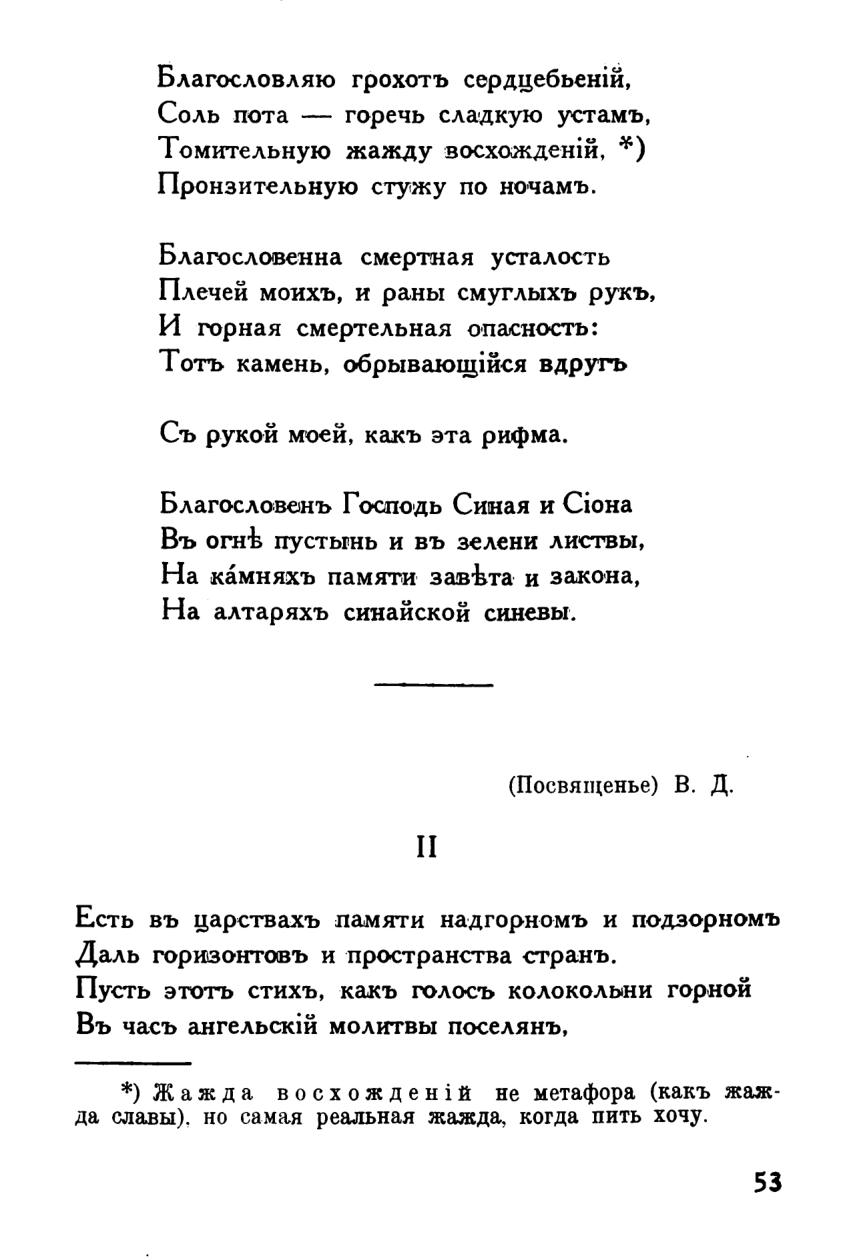 Благословляю грохотъ сердцебьеній,
Соль пота — горечь сладкую устамъ,
Томительную жажду восхожденій, *)
Пронзительную стужу по ночамъ.

Благословенна смертная усталость
Плечей моихъ, и раны смуглыхъ рукъ,
И горная смертельная опасность:
Тотъ камень, обрывающійся вдругъ

Съ рукой моей, какъ эта рифма.

Благословенъ Господь Синая и Сіона
Въ огнѣ пустынь и въ зелени листвы,
На ка́мняхъ памяти завѣта и закона,
На алтаряхъ синайской синевы.

(Посвященье) В. Д.

II

Есть въ царствахъ памяти надгорномъ и подзорномъ
Даль горизонтовъ и пространства странъ.
Пусть этотъ стихъ, какъ голосъ колокольни горной
Въ часъ ангельскій молитвы поселянъ,

*) Жажда восхожденій не метафора (какъ жаж-
да славы), но самая реальная жажда, когда пить хочу.

53